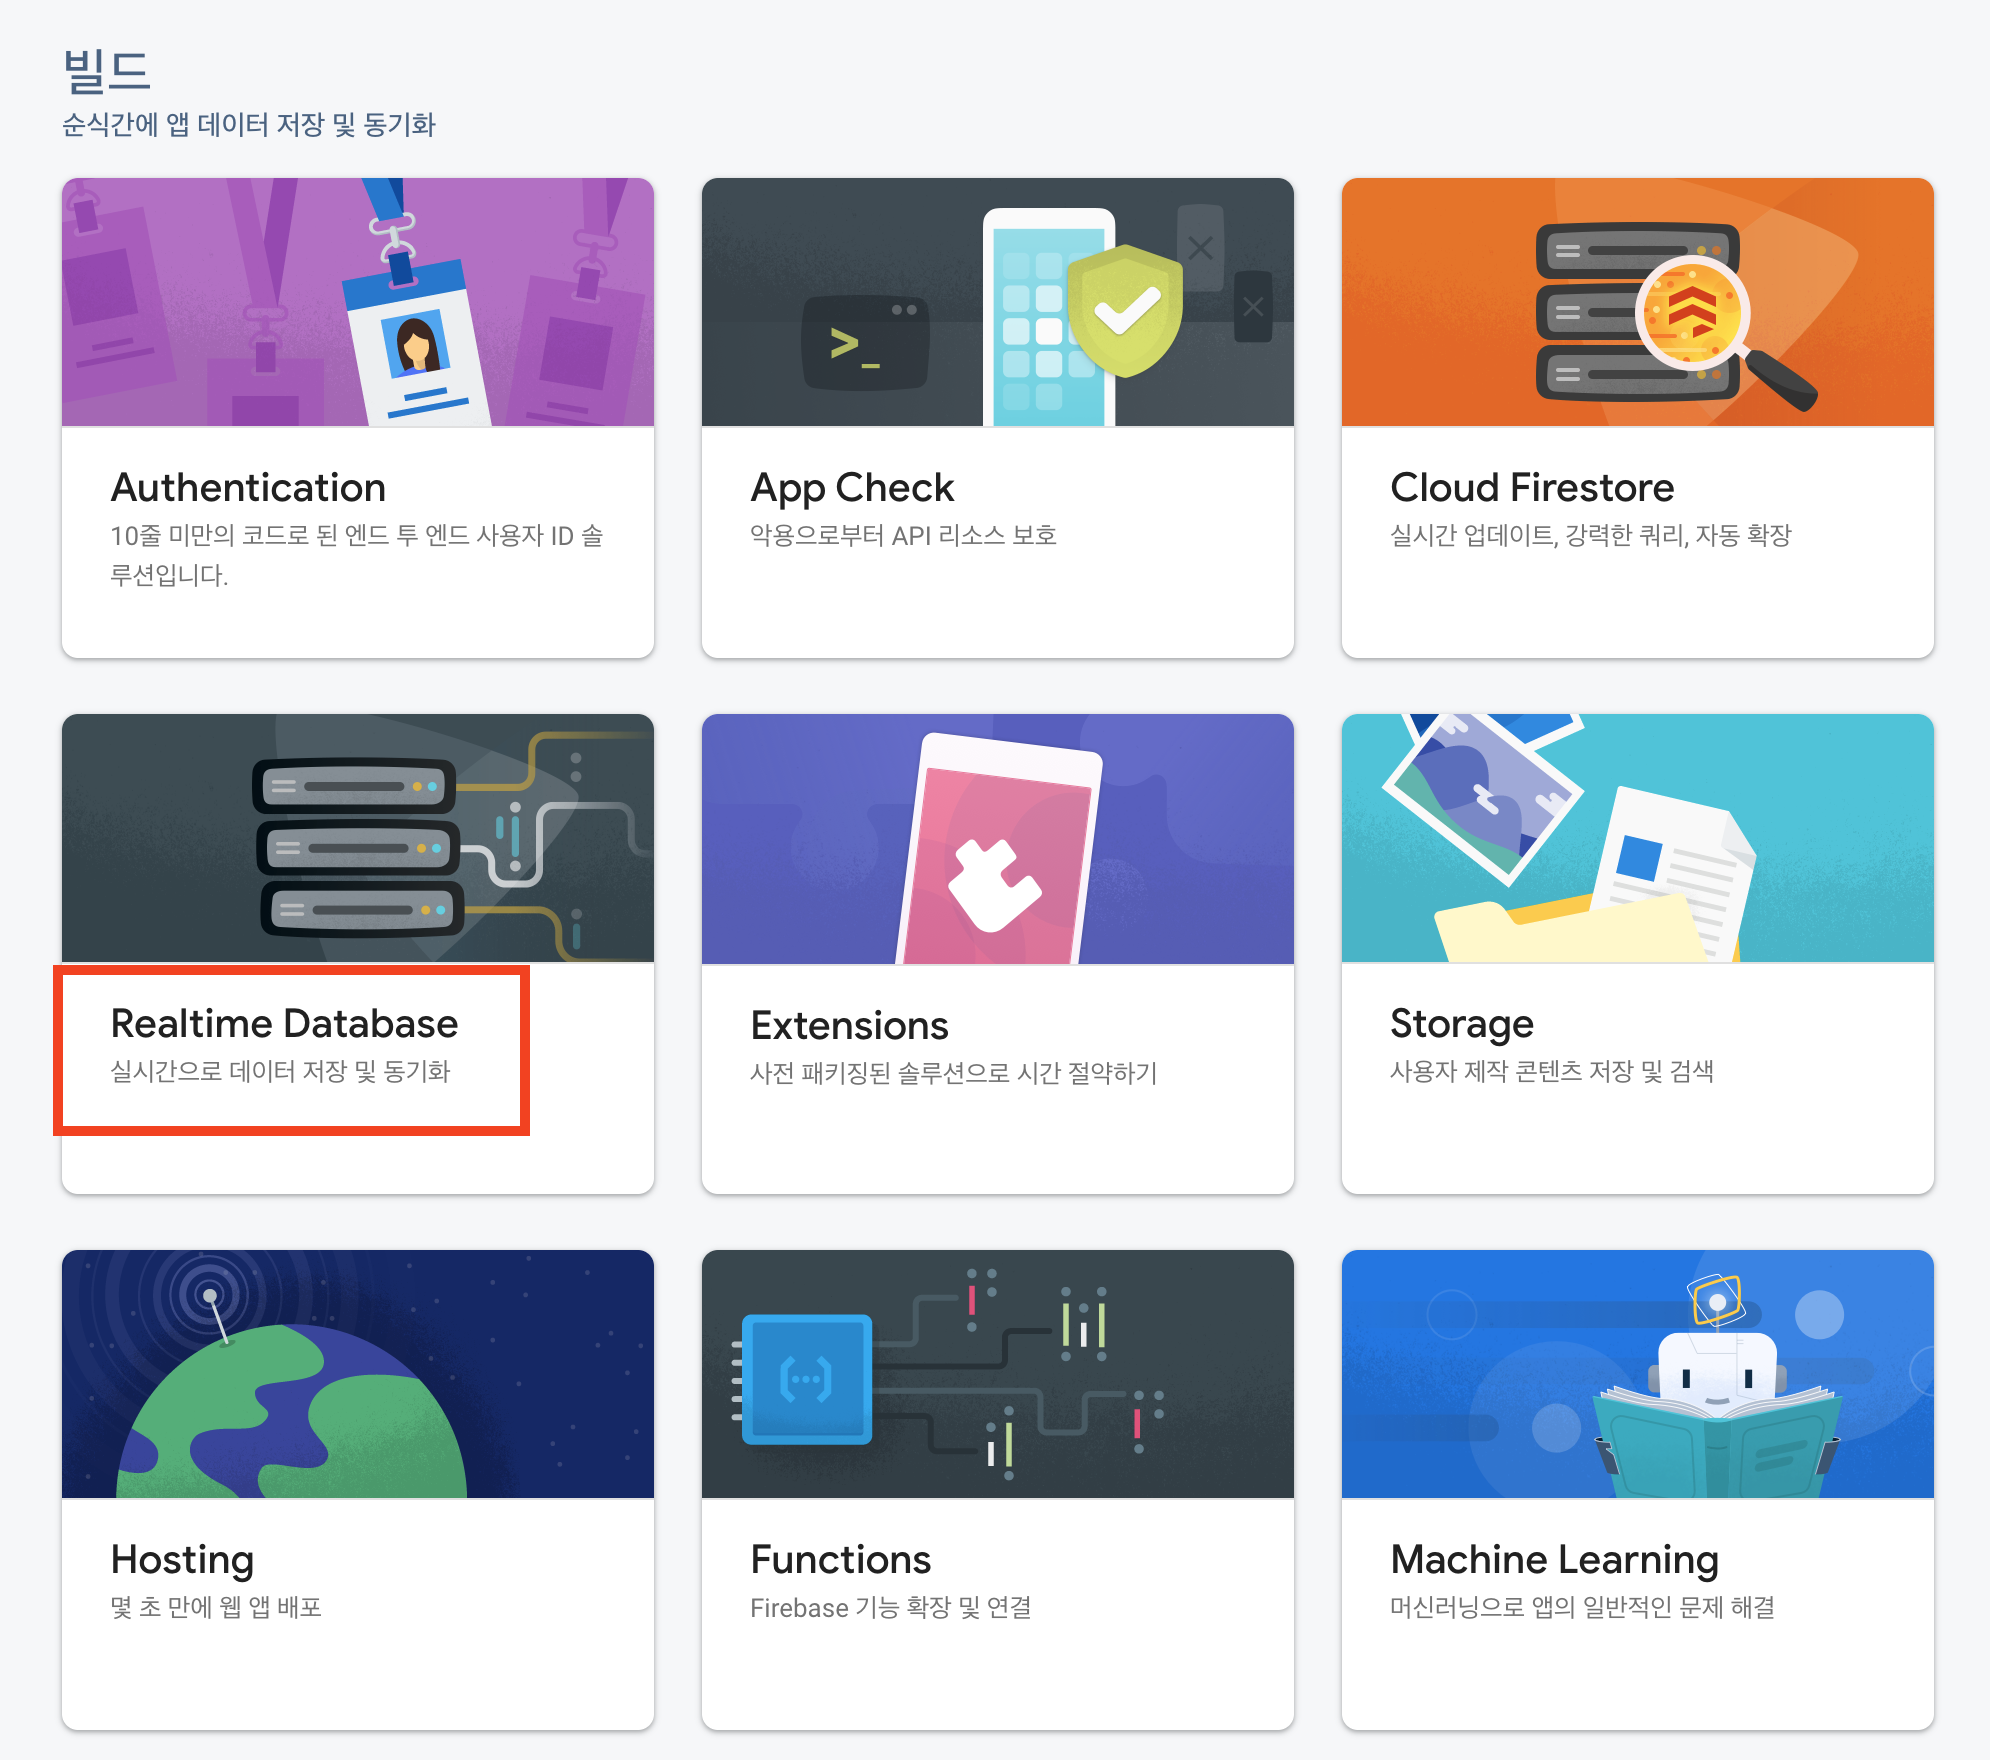 빌드
순식간에 앱 데이터 저장 및 동기화
>_
Authentication
10줄 미만의 코드로 된 엔드 투 엔드 사용자 ID 솔
루션입니다.
App Check
악용으로부터 API 리소스 보호
Cloud Firestore
실시간 업데이트, 강력한 쿼리, 자동 확장
Realtime Database
실시간으로 데이터 저장 및 동기화
Extensions
사전 패키징된 솔루션으로 시간 절약하기
Storage
사용자 제작 콘텐츠 저장 및 검색
Hosting
몇 초 만에 웹 앱 배포
Functions
Firebase 기능 확장 및 연결
Machine Learning
머신러닝으로 앱의 일반적인 문제 해결